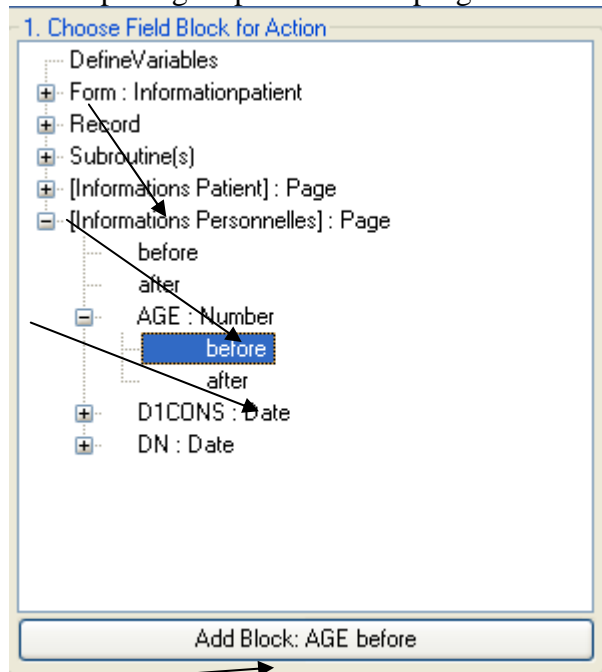 1. Choose Field Block for Action
DefineVariables
Form : Informationpatient
Record
Subroutine(s)
[Informations Patient] : Page
[Informations Personnelles] : Page
before
after
AGE : Number
before
after
D1CONS : Date
DN : Date
Add Block: AGE before